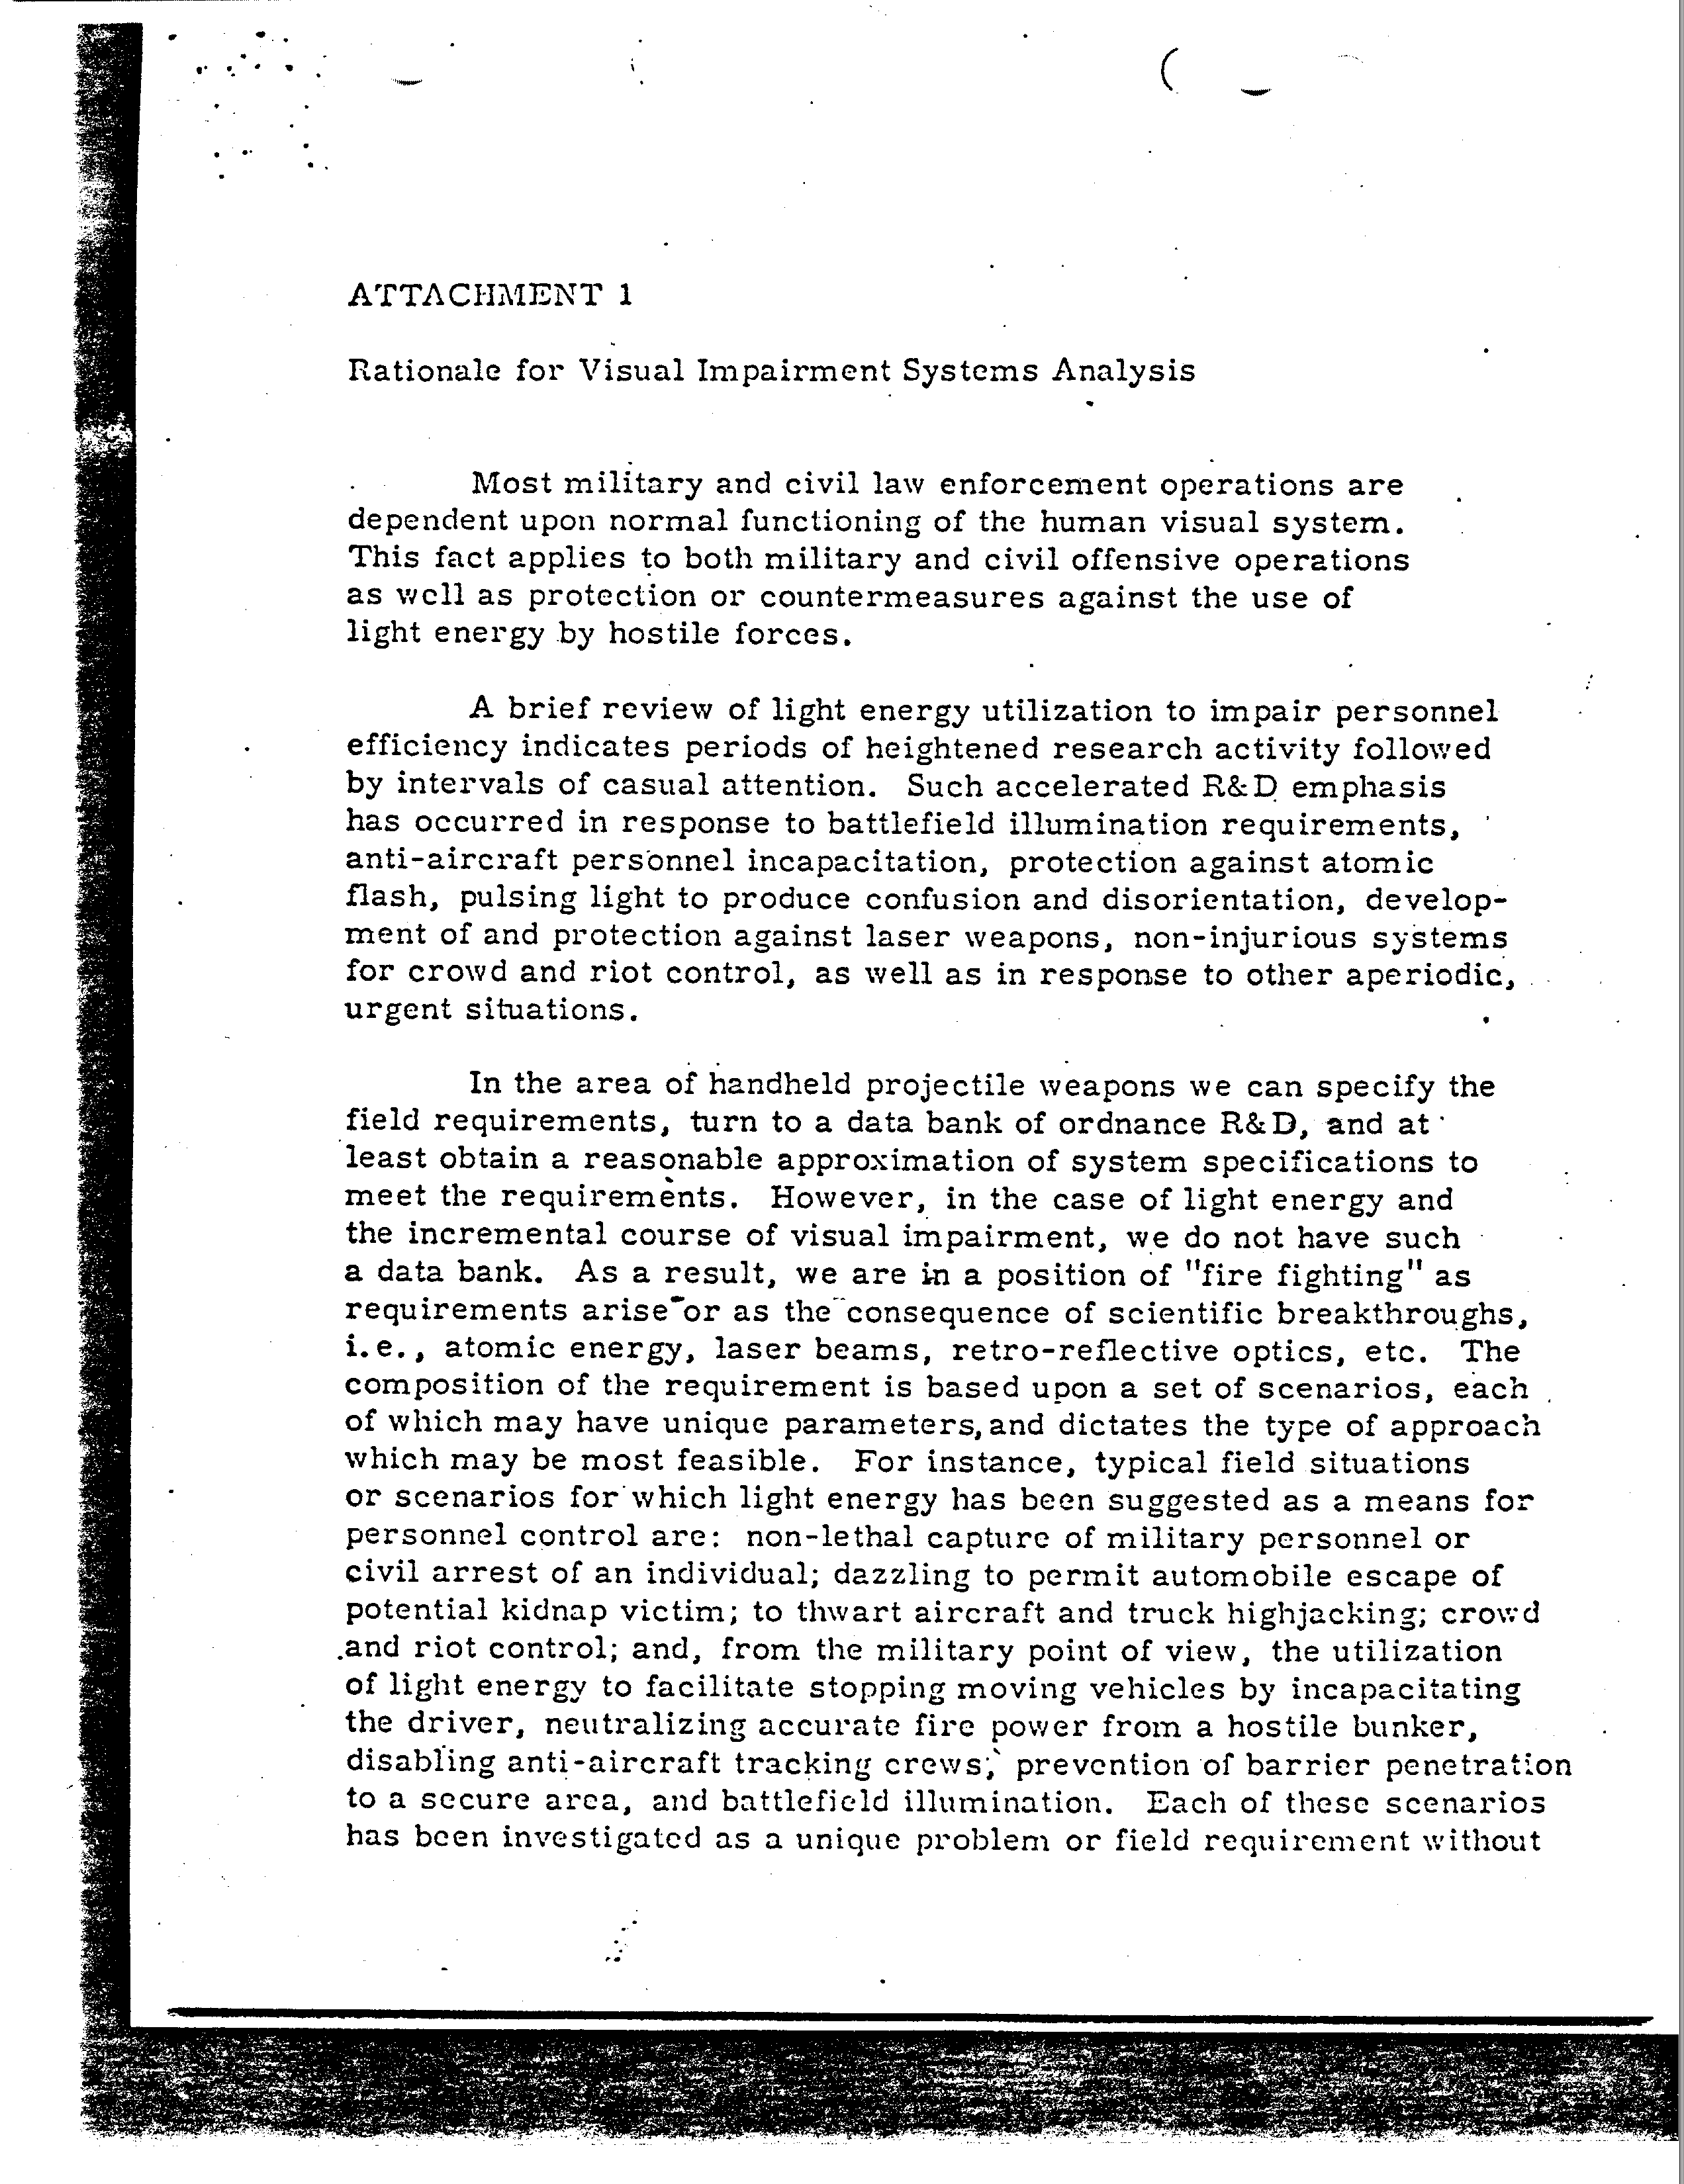 ATTACHMENT 1
Rationale for Visual Impairment Systems Analysis
Most military and civil law enforcement operations are
dependent upon normal functioning of the human visual system.
This fact applies to both military and civil offensive operations
as well as protection or countermeasures against the use of
light energy by hostile forces.
A brief review of light energy utilization to impair personnel
efficiency indicates periods of heightened research activity followed
by intervals of casual attention. Such accelerated R&D emphasis
has occurred in response to battlefield illumination requirements,
anti-aircraft personnel incapacitation, protection against atomic
flash, pulsing light to produce confusion and disorientation, develop-
ment of and protection against laser weapons, non-injurious systems
for crowd and riot control, as well as in response to other aperiodic,
urgent situations.
In the area of handheld projectile weapons we can specify the
field requirements, turn to a data bank of ordnance R&D, and at
least obtain a reasonable approximation of system specifications to
meet the requirements. However, in the case of light energy and
the incremental course of visual impairment, we do not have such
a data bank. As a result, we are in a position of "fire fighting" as
requirements arise or as the consequence of scientific breakthroughs,
i.e., atomic energy, laser beams, retro-reflective optics, etc. The
composition of the requirement is based upon a set of scenarios, each
of which may have unique parameters, and dictates the type of approach
which may be most feasible. For instance, typical field situations
or scenarios for which light energy has been suggested as a means for
personnel control are: non-lethal capture of military personnel or
civil arrest of an individual; dazzling to permit automobile escape of
potential kidnap victim; to thwart aircraft and truck highjacking; crowd
and riot control; and, from the military point of view, the utilization
of light energy to facilitate stopping moving vehicles by incapacitating
the driver, neutralizing accurate fire power from a hostile bunker,
disabling anti-aircraft tracking crews; prevention of barrier penetration
to a secure area, and battlefield illumination. Each of these scenarios
has been investigated as a unique problem or field requirement without